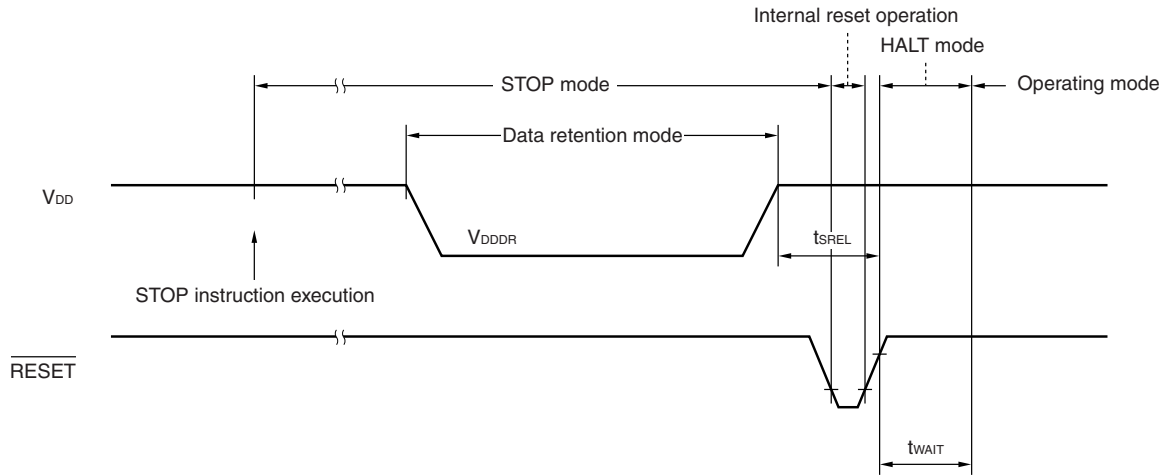 Internal reset operation
HALT mode
STOP mode
Operating mode
Data retention mode
VDD
VDDDR
tSREL
STOP instruction execution
RESET
tWAIT